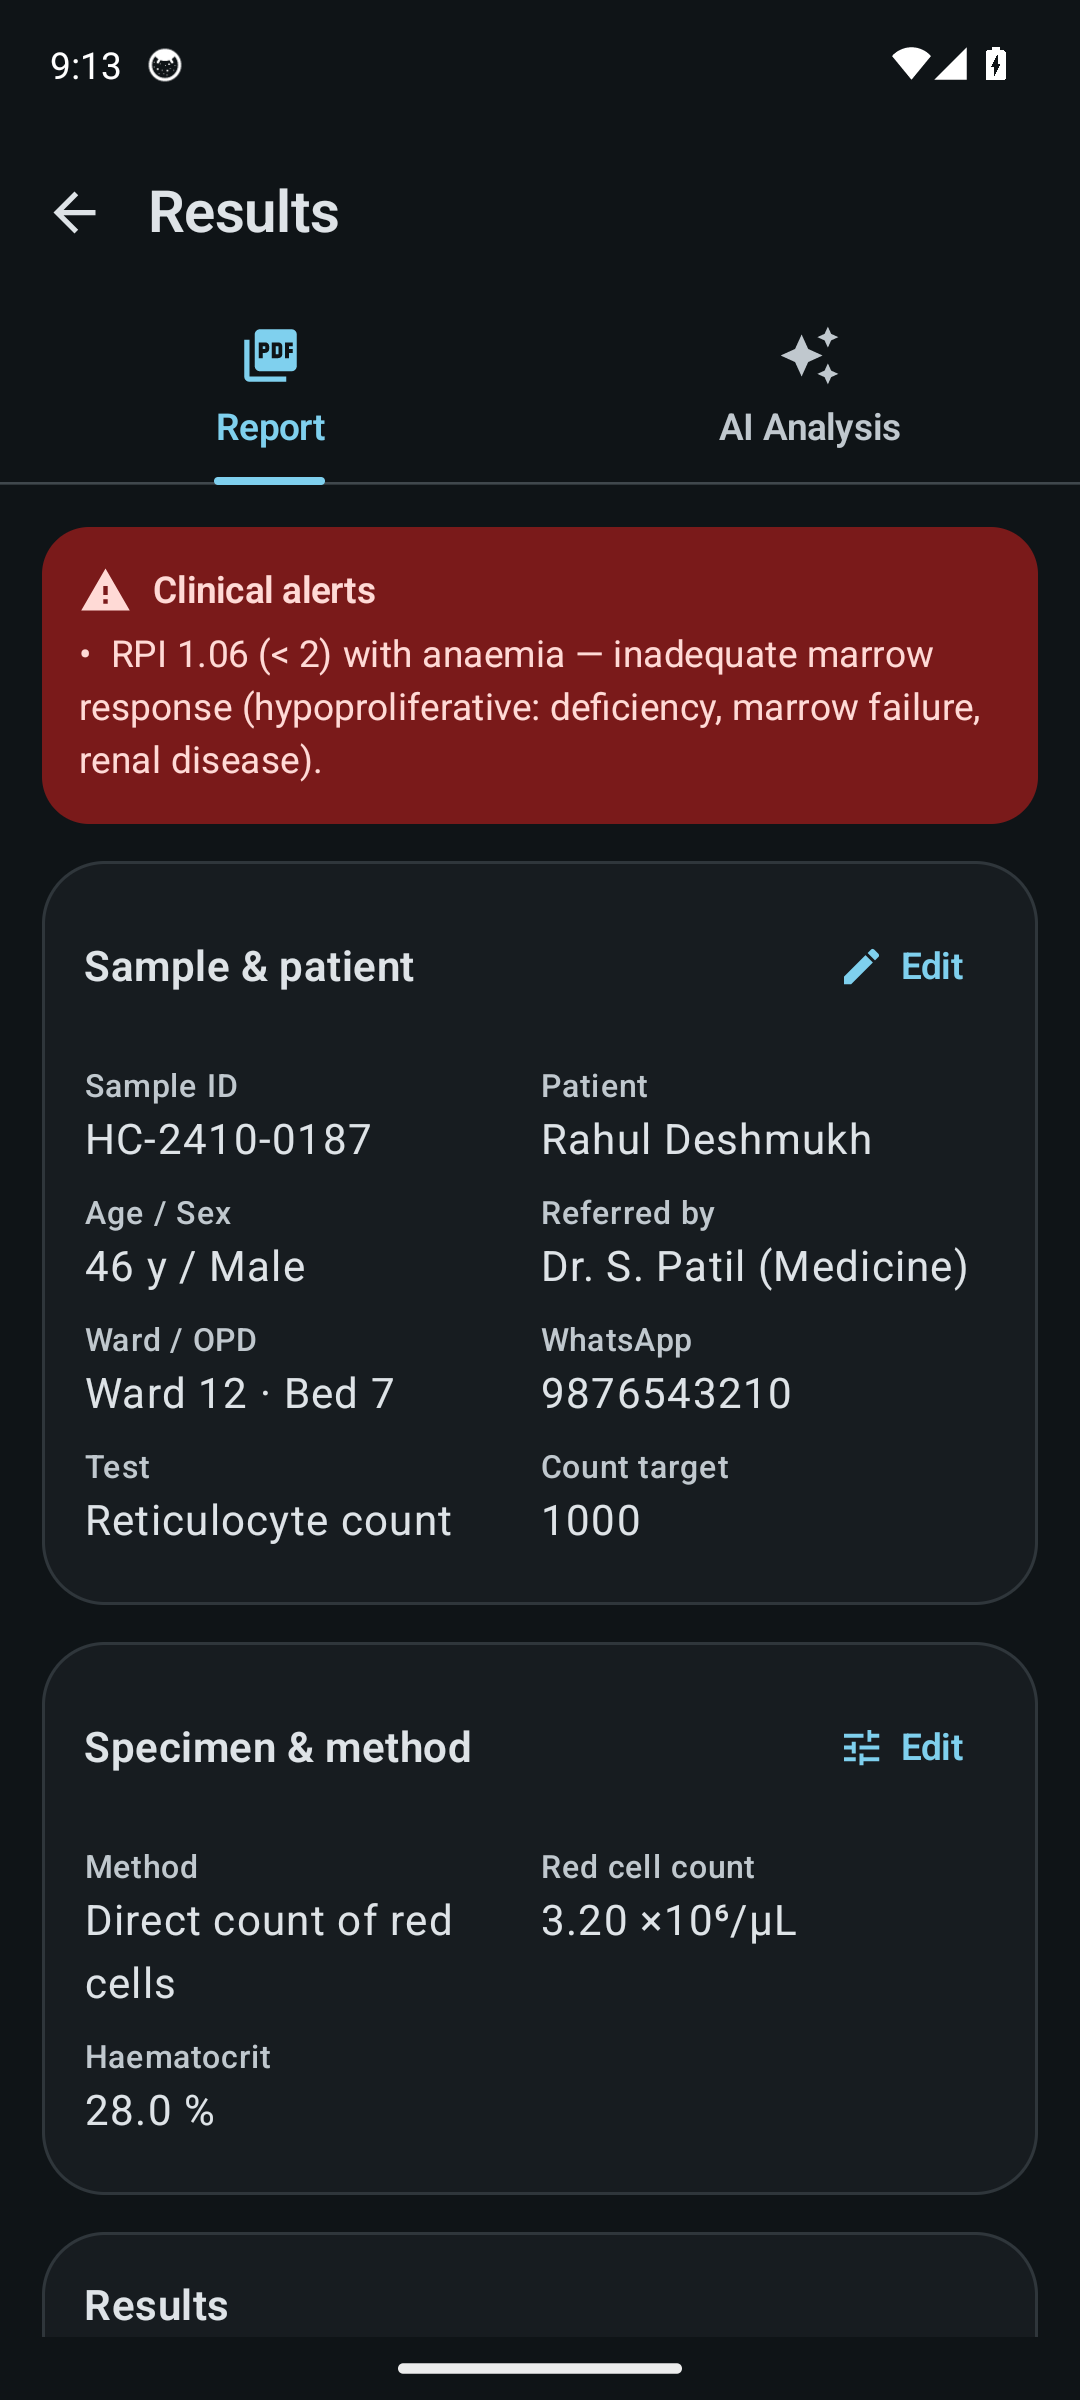 9:13
Results
PDF
Report
AI Analysis
Clinical alerts
• RPI 1.06 (< 2) with anaemia — inadequate marrow
response (hypoproliferative: deficiency, marrow failure,
renal disease).
Sample & patient
Edit
Sample ID
HC-2410-0187
Patient
Rahul Deshmukh
Age / Sex
46 y / Male
Referred by
Dr. S. Patil (Medicine)
Ward / OPD
Ward 12 · Bed 7
WhatsApp
9876543210
Test
Reticulocyte count
Count target
1000
Specimen & method
Edit
Method
Direct count of red
cells
Red cell count
3.20 ×10⁶/µL
Haematocrit
28.0 %
Results